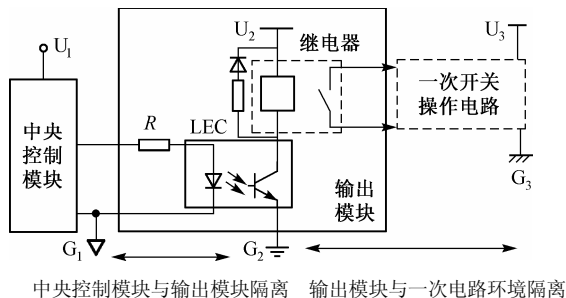 U1
U2
U3
继电器
一次开关
操作电路
中央
控制
模块
R
LEC
输出
模块
G1
G2
G3
中央控制模块与输出模块隔离
输出模块与一次电路环境隔离